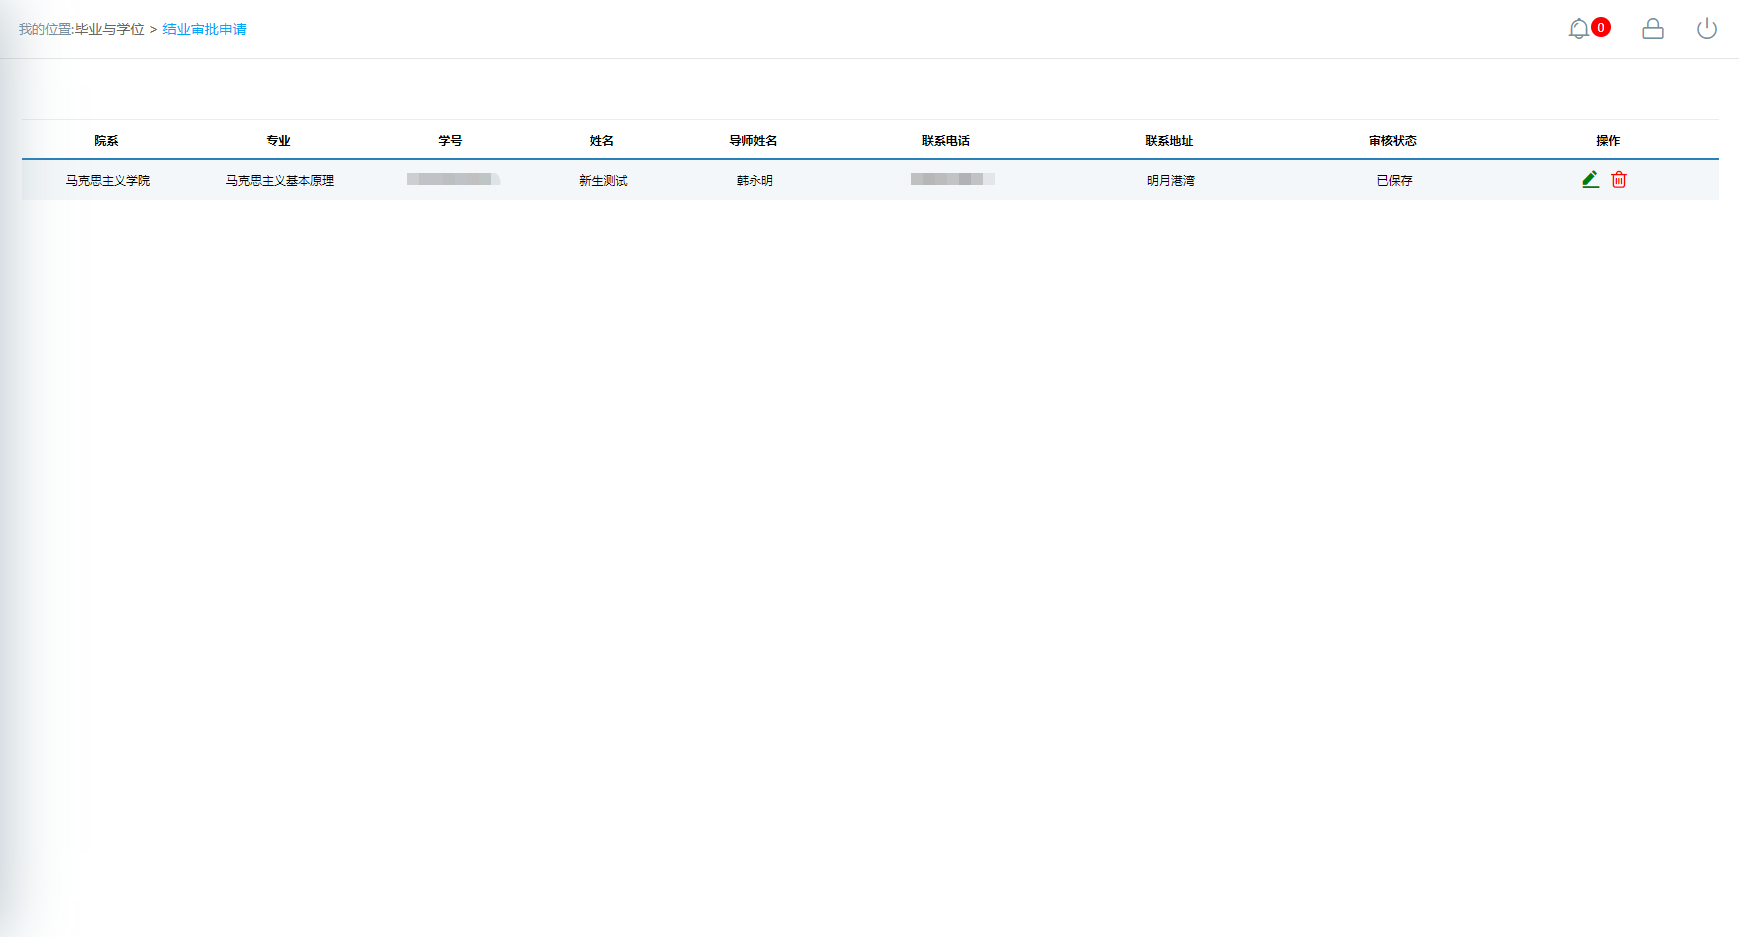 我的位置:毕业与学位 > 结业审批申请
0
院系 专业 学号 姓名 导师姓名 联系电话 联系地址 审核状态 操作
马克思主义学院 马克思主义基本原理 新生测试 韩永明 明月港湾 已保存